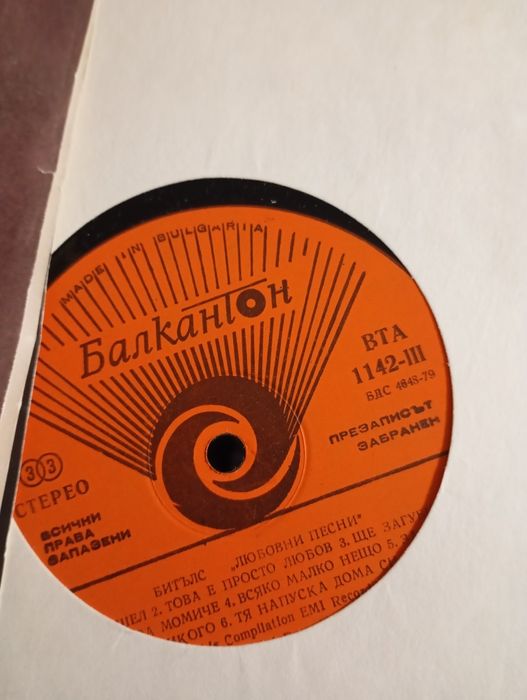 MADE IN BULGARIA
Балкантон
ВТА
1142-III
БДС 4648-79
ПРЕЗАПИСЪТ
ЗАБРАНЕН
33
СТЕРЕО
ВСИЧКИ
ПРАВА
ЗАПАЗЕНИ
БИТЪЛС „ЛЮБОВНИ ПЕСНИ"
2. ТОВА Е ПРОСТО ЛЮБОВ 3. ЩЕ
МОМИЧЕ 4. ВСЯКО МАЛКО НЕЩО 5.
6. ТЯ НАПУСКА ДОМА
Compilation EMI